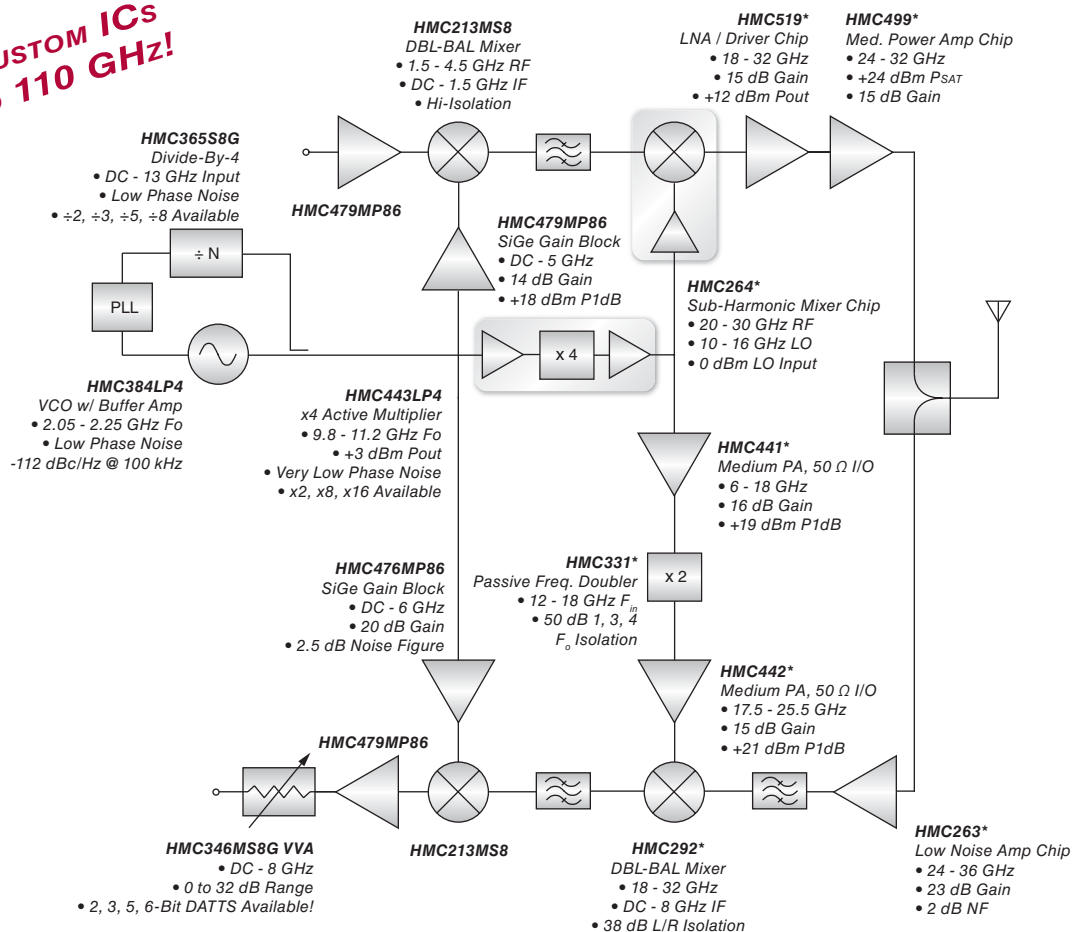 CUSTOM ICs
110 GHz!
HMC213MS8
DBL-BAL Mixer
• 1.5 - 4.5 GHz RF
• DC - 1.5 GHz IF
• Hi-Isolation
HMC519*
LNA / Driver Chip
• 18 - 32 GHz
• 15 dB Gain
• +12 dBm Pout
HMC499*
Med. Power Amp Chip
• 24 - 32 GHz
• +24 dBm PSAT
• 15 dB Gain
HMC365S8G
Divide-By-4
• DC - 13 GHz Input
• Low Phase Noise
• ÷2, ÷3, ÷5, ÷8 Available
HMC479MP86
÷ N
PLL
HMC479MP86
SiGe Gain Block
• DC - 5 GHz
• 14 dB Gain
• +18 dBm P1dB
HMC264*
Sub-Harmonic Mixer Chip
• 20 - 30 GHz RF
• 10 - 16 GHz LO
• 0 dBm LO Input
x 4
HMC384LP4
VCO w/ Buffer Amp
• 2.05 - 2.25 GHz Fo
• Low Phase Noise
-112 dBc/Hz @ 100 kHz
HMC443LP4
x4 Active Multiplier
• 9.8 - 11.2 GHz Fo
• +3 dBm Pout
• Very Low Phase Noise
• x2, x8, x16 Available
HMC441*
Medium PA, 50 Ω I/O
• 6 - 18 GHz
• 16 dB Gain
• +19 dBm P1dB
HMC476MP86
SiGe Gain Block
• DC - 6 GHz
• 20 dB Gain
• 2.5 dB Noise Figure
HMC331*
Passive Freq. Doubler
• 12 - 18 GHz Fin
• 50 dB 1, 3, 4
Fo Isolation
x 2
HMC442*
Medium PA, 50 Ω I/O
• 17.5 - 25.5 GHz
• 15 dB Gain
• +21 dBm P1dB
HMC479MP86
HMC346MS8G VVA
• DC - 8 GHz
• 0 to 32 dB Range
• 2, 3, 5, 6-Bit DATTS Available!
HMC213MS8
HMC292*
DBL-BAL Mixer
• 18 - 32 GHz
• DC - 8 GHz IF
• 38 dB L/R Isolation
HMC263*
Low Noise Amp Chip
• 24 - 36 GHz
• 23 dB Gain
• 2 dB NF